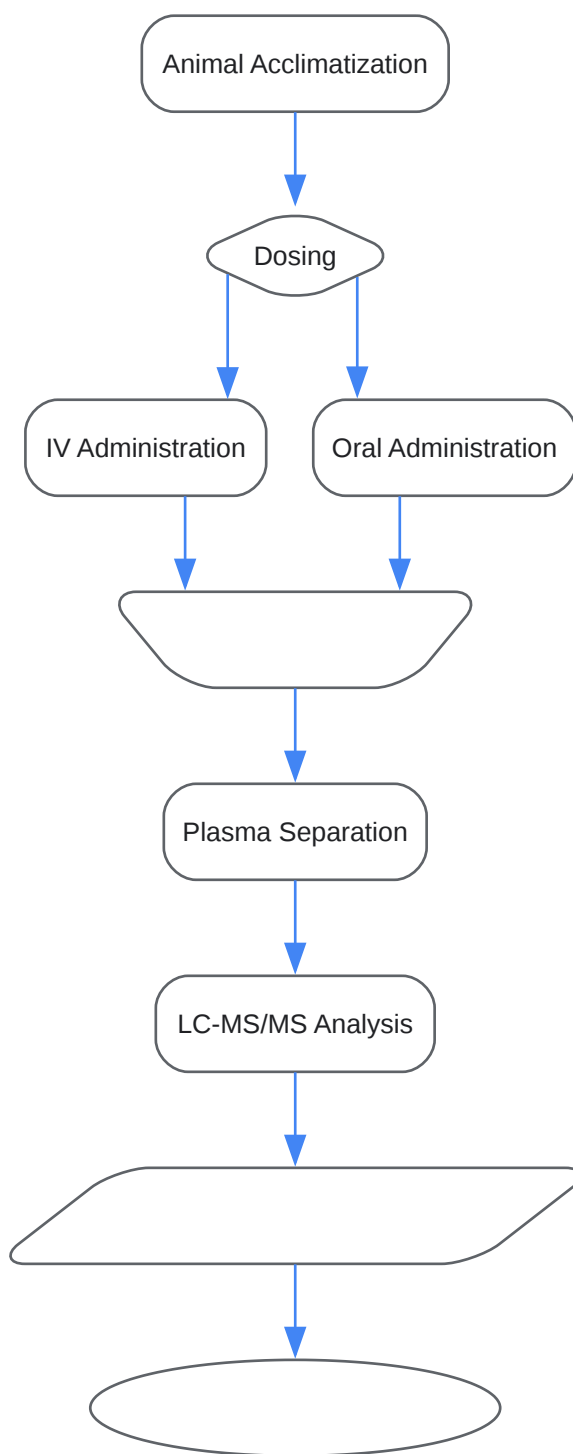 Animal Acclimatization
Dosing
IV Administration
Oral Administration
Plasma Separation
LC-MS/MS Analysis